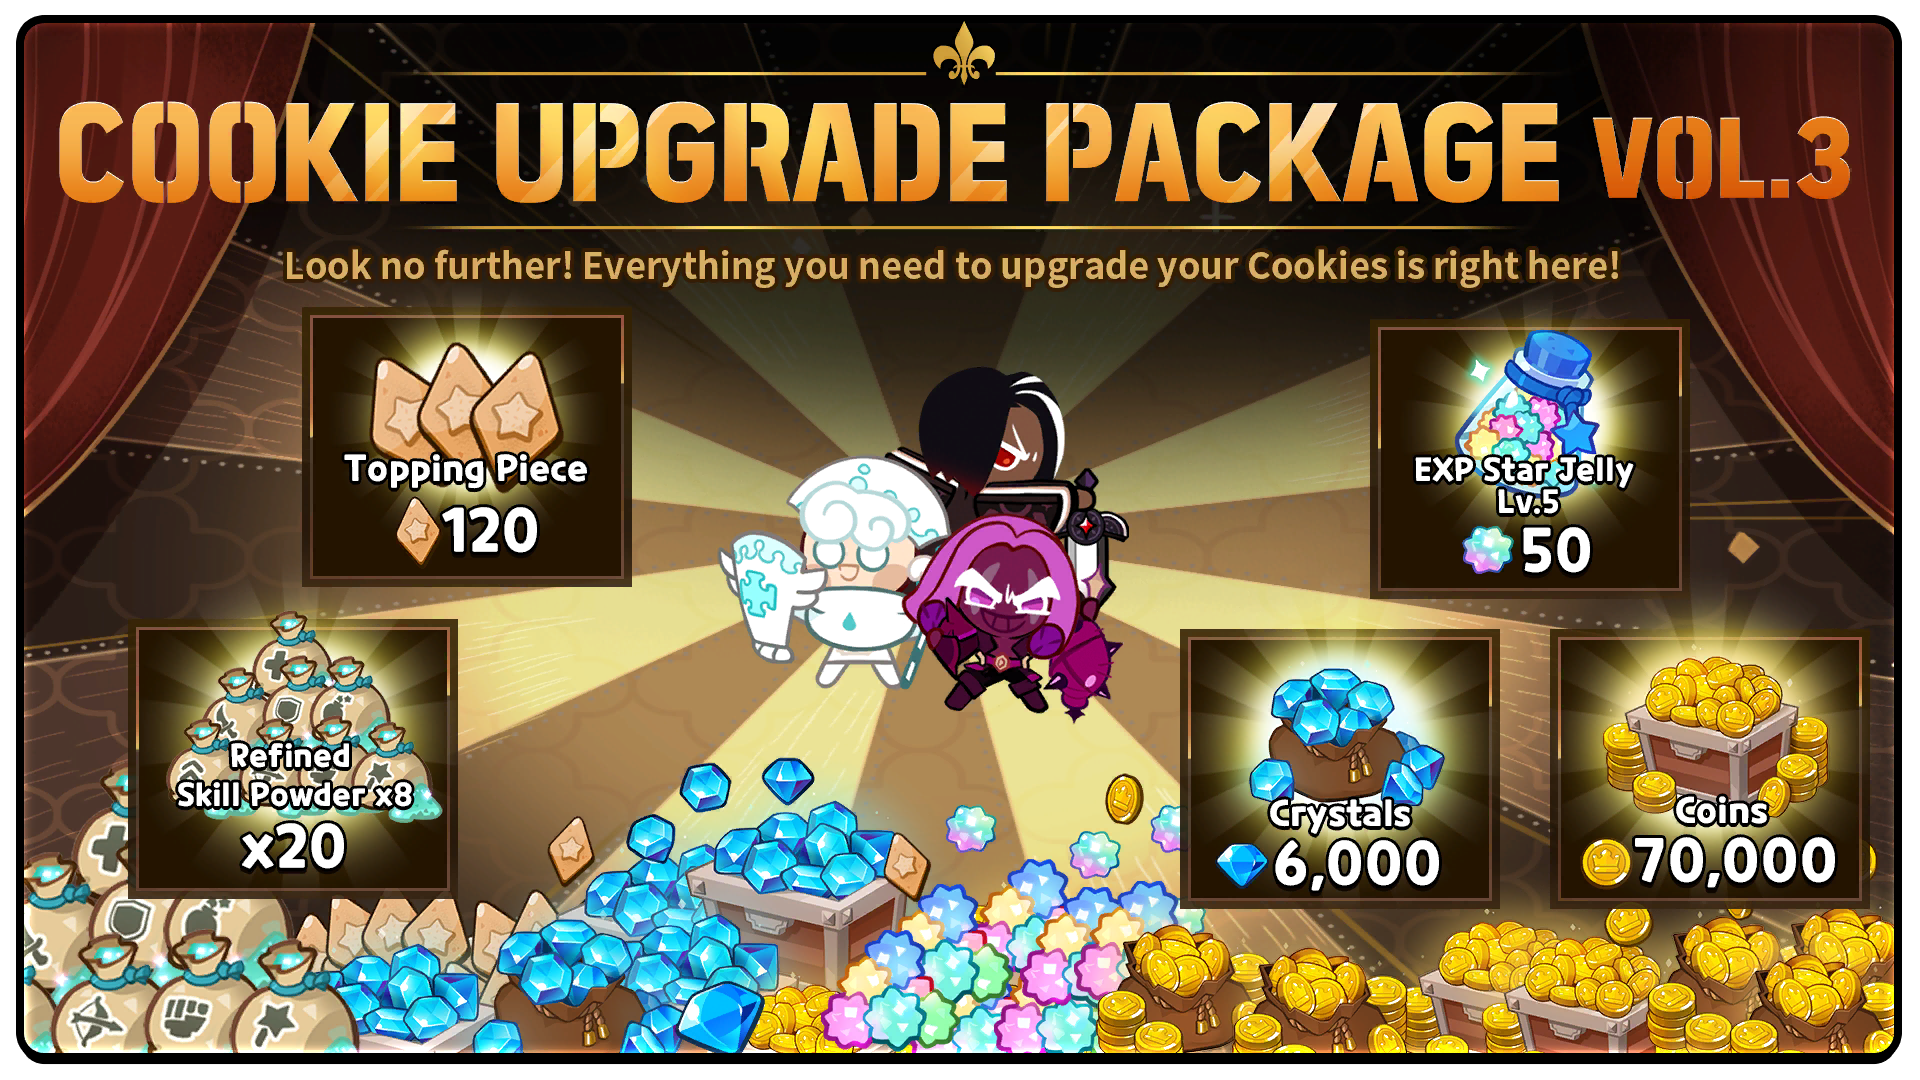 COOKIE UPGRADE PACKAGE VOL.3
Look no further! Everything you need to upgrade your Cookies is right here!
Topping Piece
120
EXP Star Jelly
Lv.5
50
Refined
Skill Powder x8
x20
Crystals
6,000
Coins
70,000